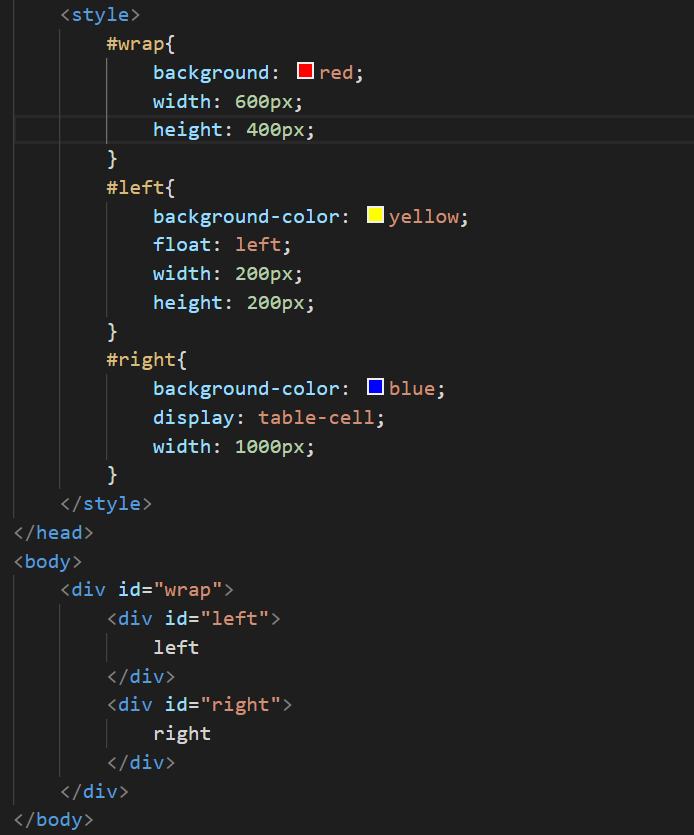 <style>
#wrap{
background: red;
width: 600px;
height: 400px;
}
#left{
background-color: yellow;
float: left;
width: 200px;
height: 200px;
}
#right{
background-color: blue;
display: table-cell;
width: 1000px;
}
</style>
</head>
<body>
<div id="wrap">
<div id="left">
left
</div>
<div id="right">
right
</div>
</div>
</body>